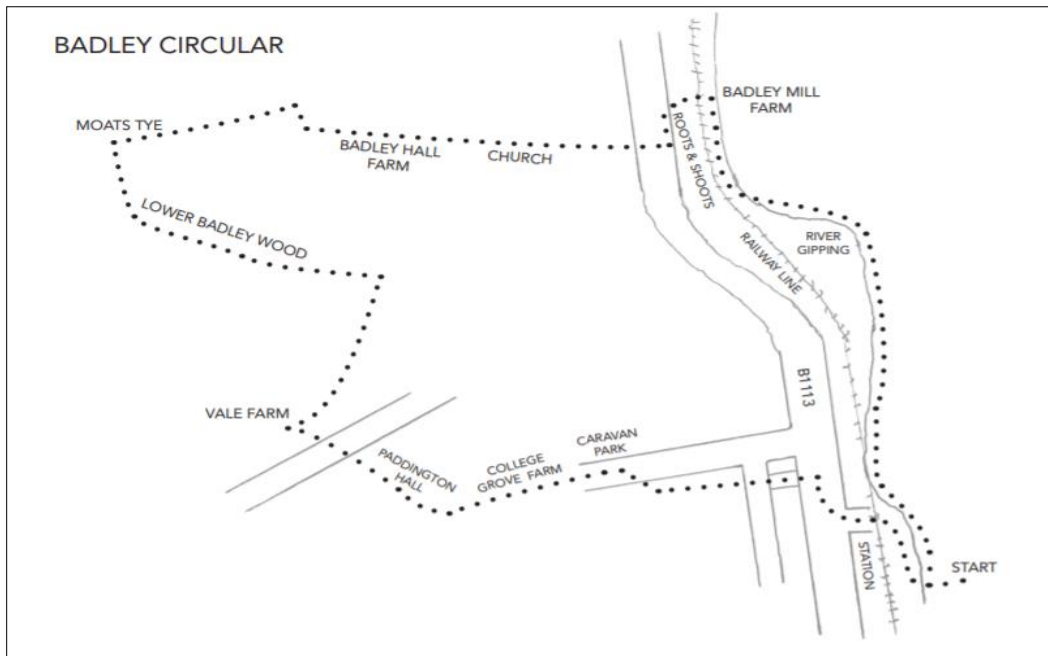 BADLEY CIRCULAR
BADLEY MILL
FARM
MOATS TYE
ROOTS & SHOOTS
BADLEY HALL
FARM
CHURCH
LOWER BADLEY WOOD
RIVER
GIPPING
RAILWAY LINE
B1113
VALE FARM
PADDINGTON
HALL
COLLEGE
GROVE FARM
CARAVAN
PARK
STATION
START